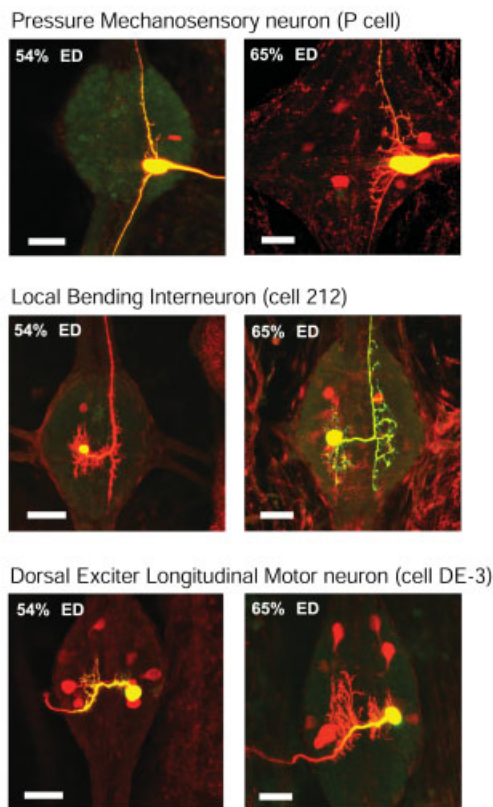 Pressure Mechanosensory neuron (P cell)
54% ED
65% ED
Local Bending Interneuron (cell 212)
54% ED
65% ED
Dorsal Exciter Longitudinal Motor neuron (cell DE-3)
54% ED
65% ED